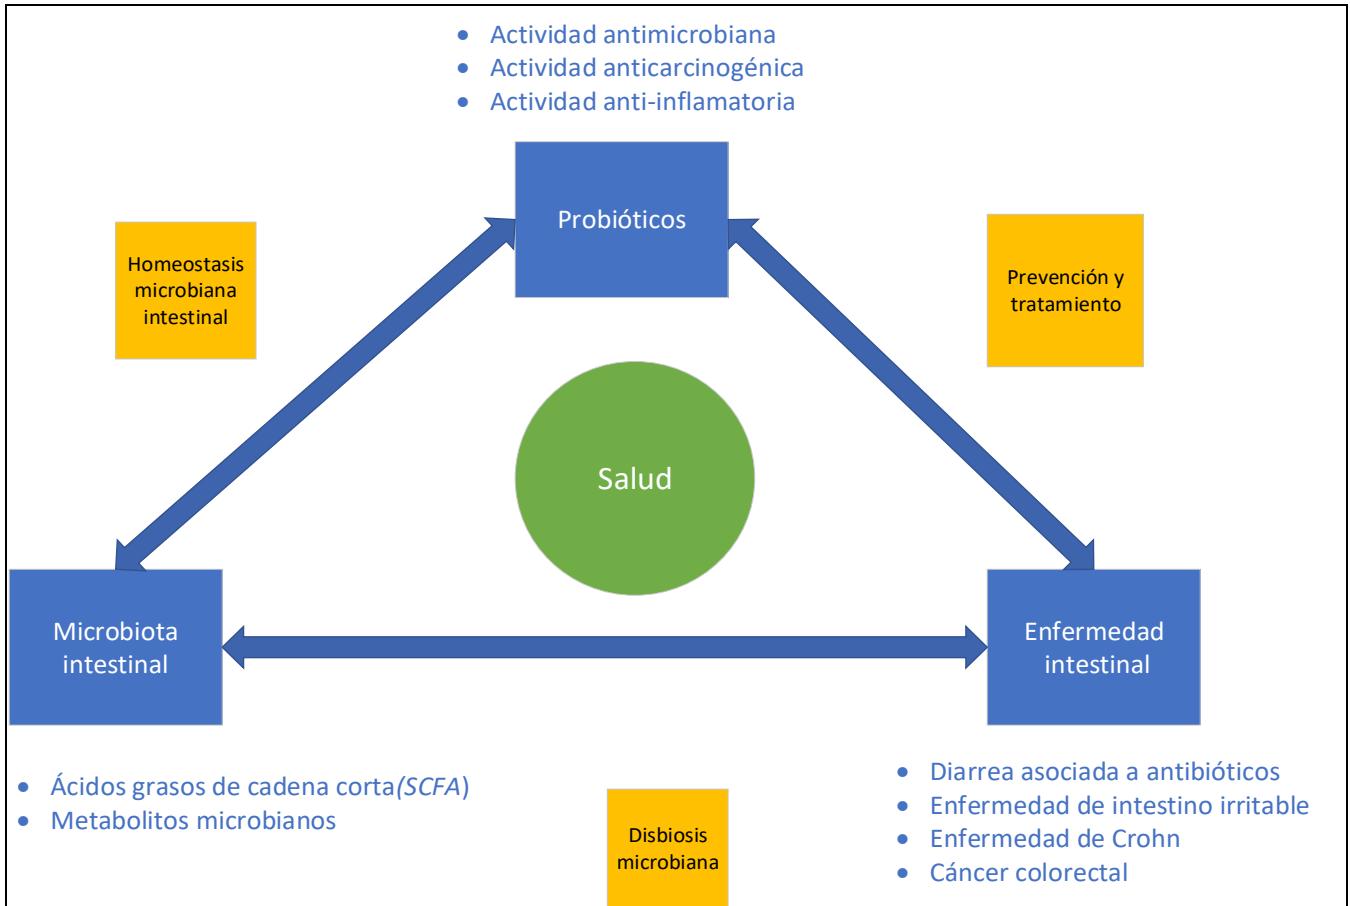 • Actividad antimicrobiana
• Actividad anticarcinogénica
• Actividad anti-inflamatoria
Probióticos
Homeostasis
microbiana
intestinal
Prevención y
tratamiento
Salud
Microbiota
intestinal
Enfermedad
intestinal
• Ácidos grasos de cadena corta(SCFA)
• Metabolitos microbianos
Disbiosis
microbiana
• Diarrea asociada a antibióticos
• Enfermedad de intestino irritable
• Enfermedad de Crohn
• Cáncer colorectal